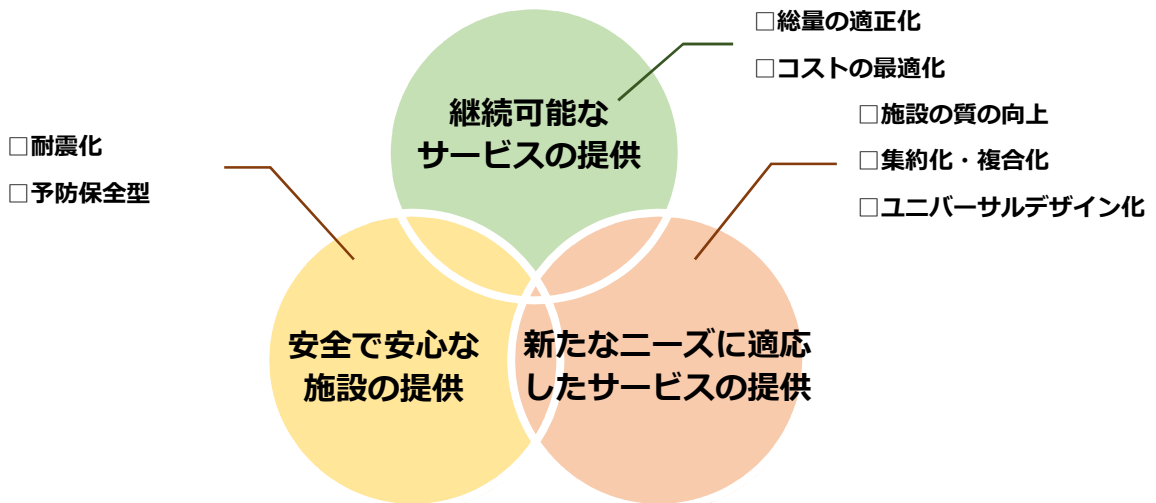 □総量の適正化
□コストの最適化
継続可能な
サービスの提供
□施設の質の向上
□集約化・複合化
□ユニバーサルデザイン化
□耐震化
□予防保全型
安全で安心な
施設の提供
新たなニーズに適応
したサービスの提供